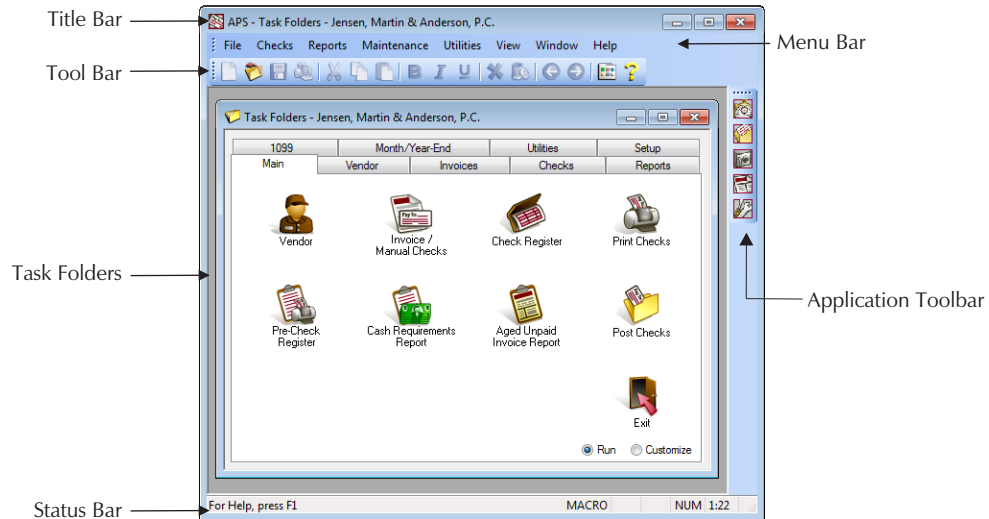 Title Bar
APS - Task Folders - Jensen, Martin & Anderson, P.C.
File Checks Reports Maintenance Utilities View Window Help
Menu Bar
Tool Bar
B I U
Task Folders - Jensen, Martin & Anderson, P.C.
1099 Month/Year-End Utilities Setup
Main Vendor Invoices Checks Reports
Pay To:
Vendor
Invoice /
Manual Checks
Check Register
Print Checks
Task Folders
Application Toolbar
Pre-Check
Register
Cash Requirements
Report
Aged Unpaid
Invoice Report
Post Checks
Exit
Run Customize
Status Bar
For Help, press F1 MACRO NUM 1:22